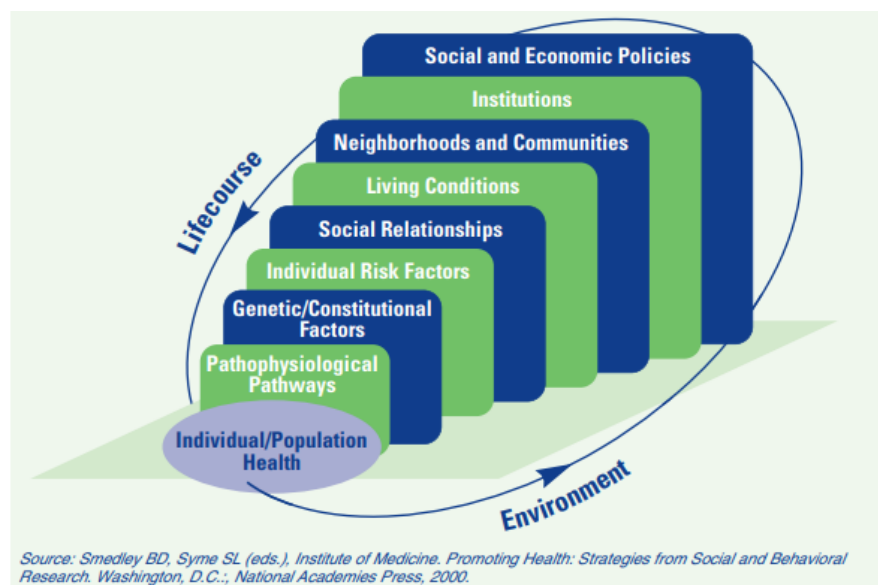 Social and Economic Policies
Institutions
Neighborhoods and Communities
Living Conditions
Social Relationships
Individual Risk Factors
Genetic/Constitutional
Factors
Pathophysiological
Pathways
Individual/Population
Health
Lifecourse
Environment
Source: Smedley BD, Syme SL (eds.), Institute of Medicine. Promoting Health: Strategies from Social and Behavioral
Research. Washington, D.C.:, National Academies Press, 2000.